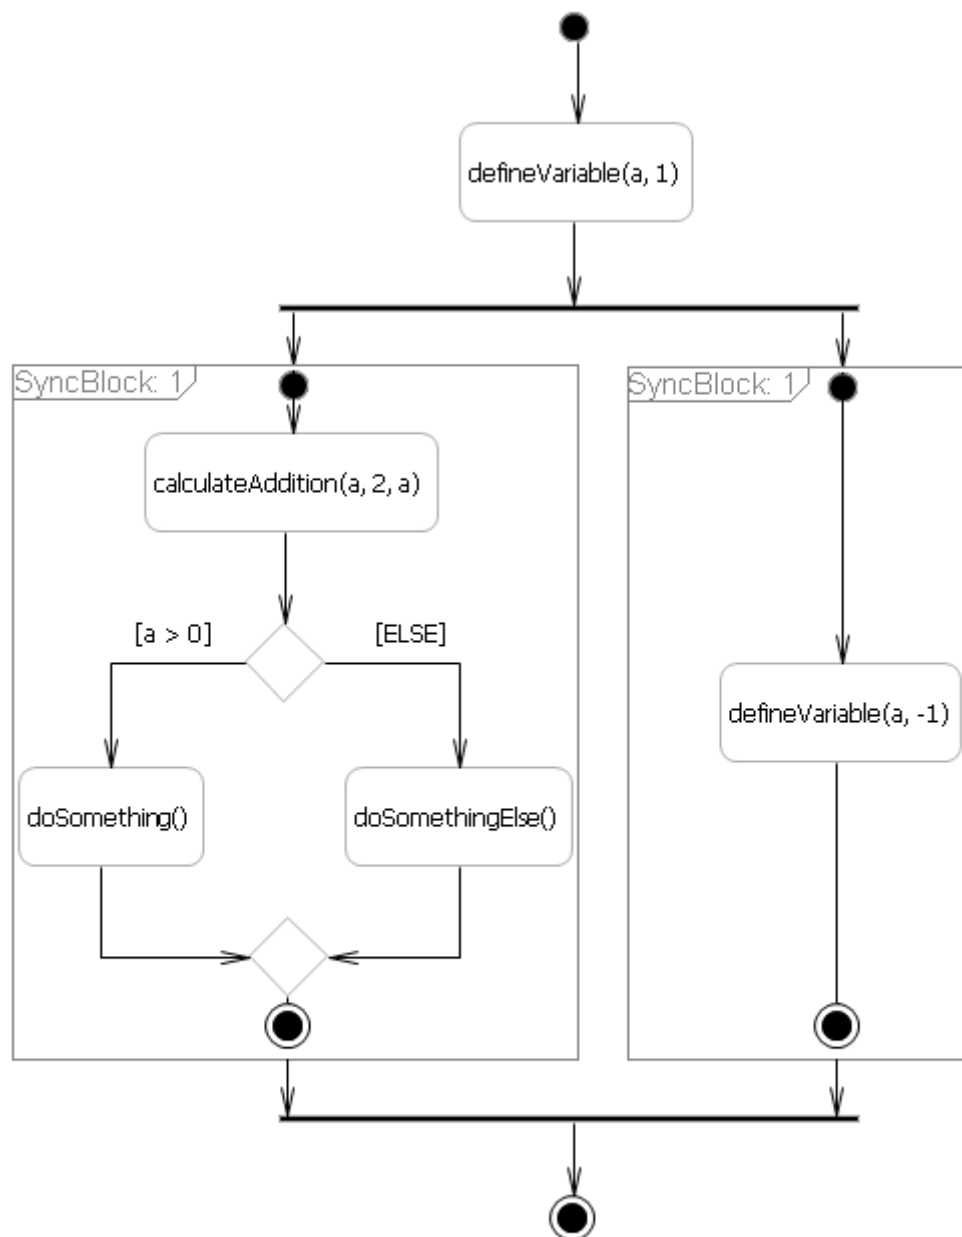 defineVariable(a, 1)
SyncBlock: 1
SyncBlock: 1
calculateAddition(a, 2, a)
[a > 0]
[ELSE]
defineVariable(a, -1)
doSomething()
doSomethingElse()